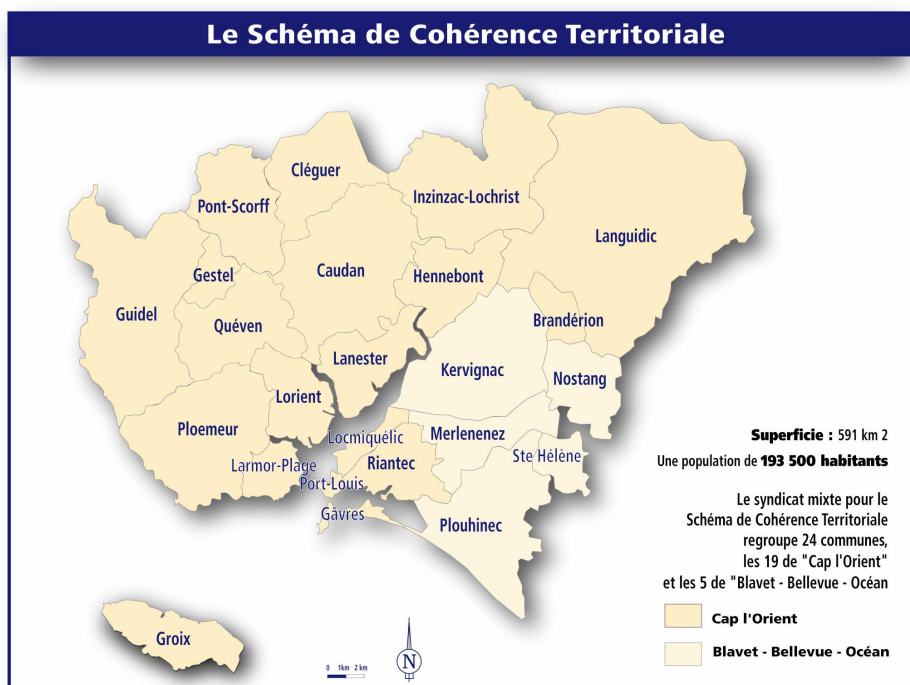 Le Schéma de Cohérence Territoriale
Cléguer
Pont-Scorff
Inzinzac-Lochrist
Languidic
Gestel
Caudan
Hennebont
Guidel
Quéven
Brandérion
Lanester
Kervignac
Nostang
Lorient
Ploemeur
Locmiquélic
Merlenenez
Larmor-Plage
Riantec
Ste Hélène
Port-Louis
Gâvres
Plouhinec
Groix
Superficie : 591 km 2
Une population de 193 500 habitants
Le syndicat mixte pour le
Schéma de Cohérence Territoriale
regroupe 24 communes,
les 19 de "Cap l'Orient"
et les 5 de "Blavet - Bellevue - Océan
Cap l'Orient
Blavet - Bellevue - Océan
0 1km 2 km
N